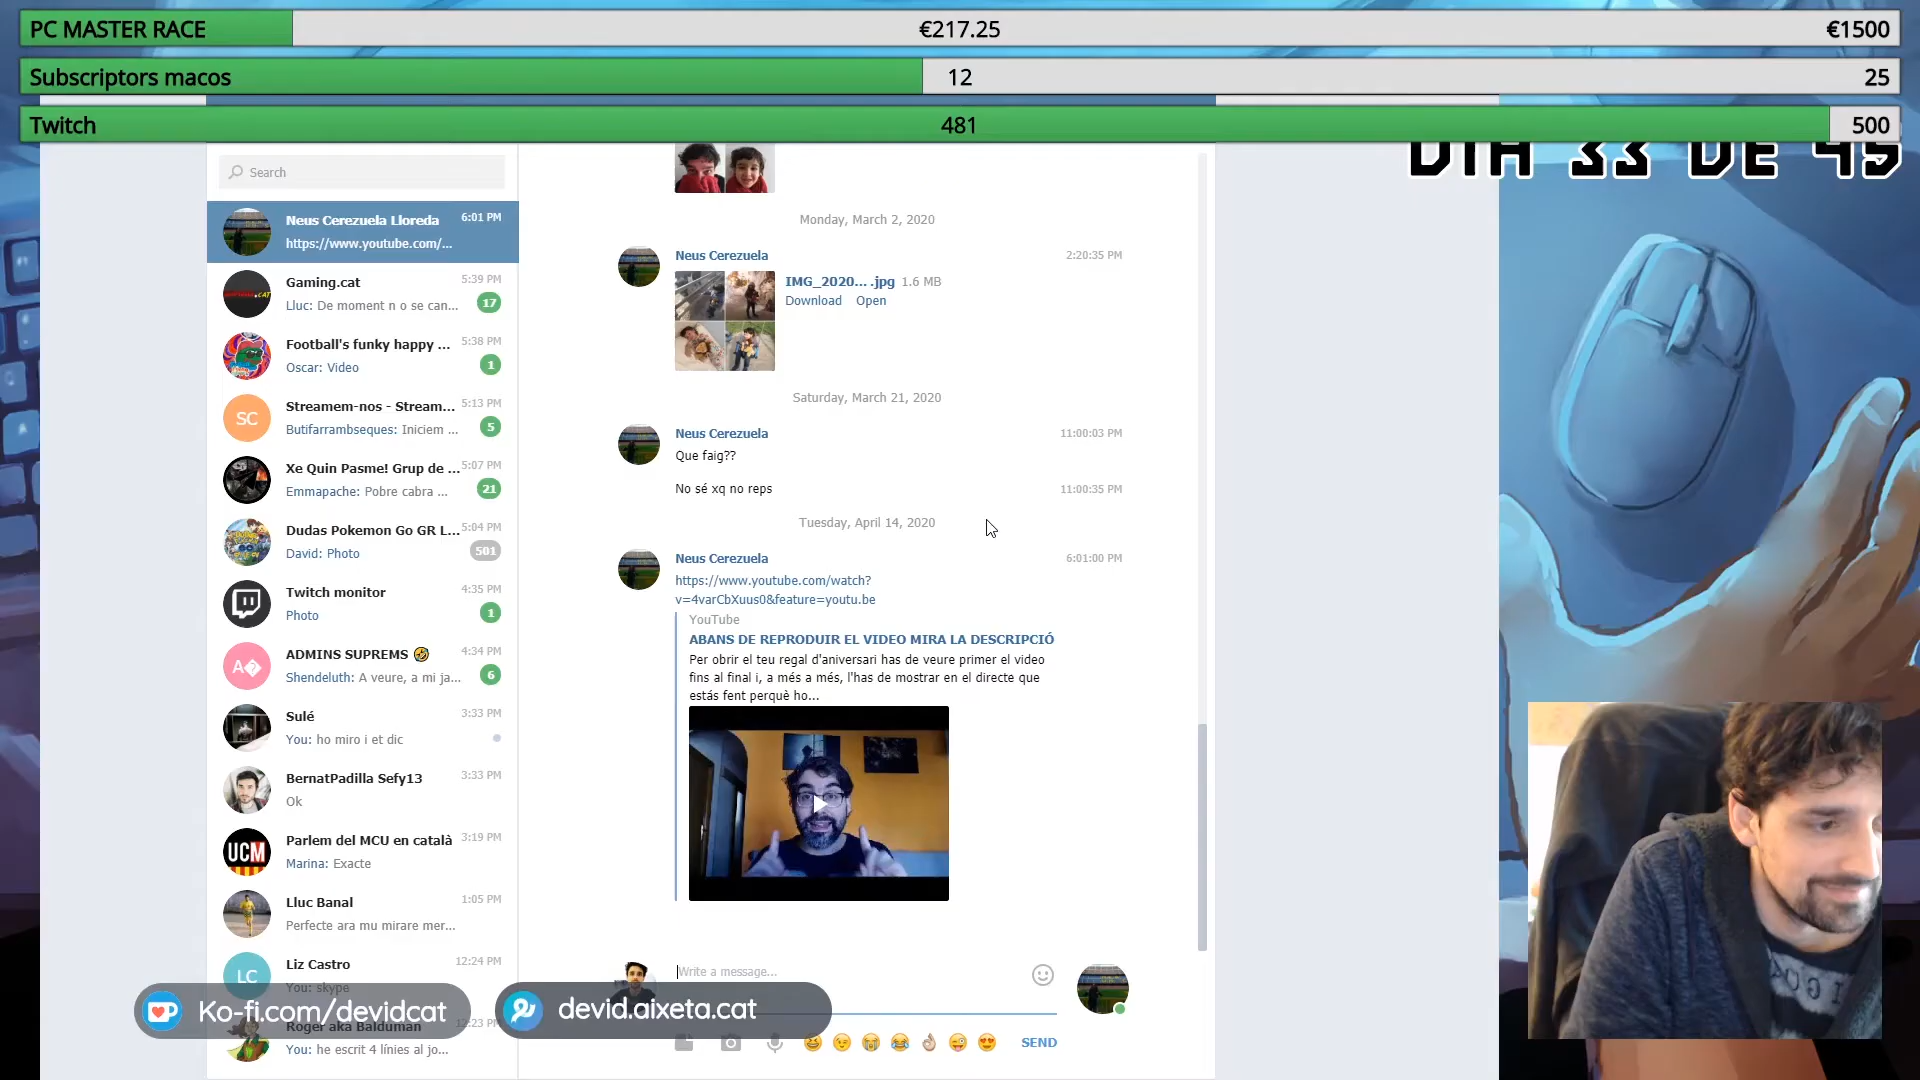 PC MASTER RACE €217.25 €1500
Subscriptors macos 12 25
Twitch 481 500
DIA 33 DE 45
Search
Neus Cerezuela Lloreda 6:01 PM
https://www.youtube.com/...
Gaming.cat 5:39 PM
Lluc: De moment n o se can... 17
Football's funky happy ... 5:38 PM
Oscar: Video 1
SC
Streamem-nos - Stream... 5:13 PM
Butifarrambseques: Iniciem ... 5
Xe Quin Pasme! Grup de ... 5:07 PM
Emmapache: Pobre cabra ... 21
Dudas Pokemon Go GR L... 5:04 PM
David: Photo 501
Twitch monitor 4:35 PM
Photo 1
A
ADMINS SUPREMS 🤣 4:34 PM
Shendeluth: A veure, a mi ja... 6
Sulé 3:33 PM
You: ho miro i et dic
BernatPadilla Sefy13 3:33 PM
Ok
UCM
Parlem del MCU en català 3:19 PM
Marina: Exacte
Lluc Banal 1:05 PM
Perfecte ara mu mirare mer...
LC
Liz Castro 12:24 PM
You: skype
Roger aka Balduman 12:23 PM
You: he escrit 4 línies al jo...
Monday, March 2, 2020
Neus Cerezuela 2:20:35 PM
IMG_2020... .jpg 1.6 MB
Download Open
Saturday, March 21, 2020
Neus Cerezuela 11:00:03 PM
Que faig??
No sé xq no reps 11:00:35 PM
Tuesday, April 14, 2020
Neus Cerezuela 6:01:00 PM
https://www.youtube.com/watch?
v=4varCbXuus0&feature=youtu.be
YouTube
ABANS DE REPRODUIR EL VIDEO MIRA LA DESCRIPCIÓ
Per obrir el teu regal d'aniversari has de veure primer el video
fins al final i, a més a més, l'has de mostrar en el directe que
estás fent perquè ho...
Write a message...
SEND
Ko-fi.com/devidcat
devid.aixeta.cat